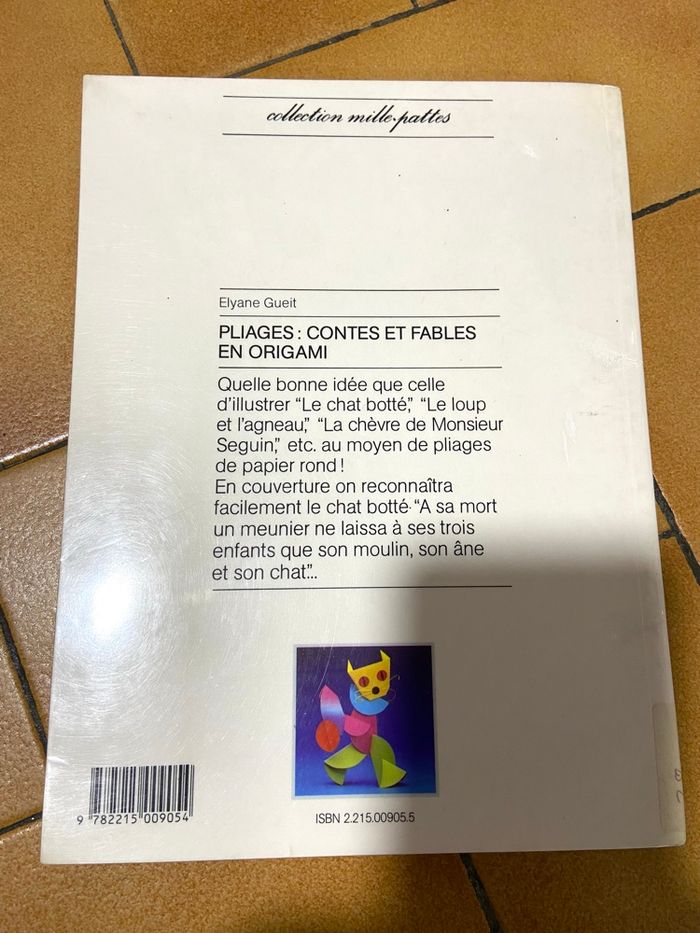 collection mille-pattes
Elyane Gueit
PLIAGES : CONTES ET FABLES
EN ORIGAMI
Quelle bonne idée que celle
d'illustrer “Le chat botté,” “Le loup
et l'agneau,” “La chèvre de Monsieur
Seguin,” etc. au moyen de pliages
de papier rond !
En couverture on reconnaîtra
facilement le chat botté· “A sa mort
un meunier ne laissa à ses trois
enfants que son moulin, son âne
et son chat”...
9 782215 009054
ISBN 2.215.00905.5